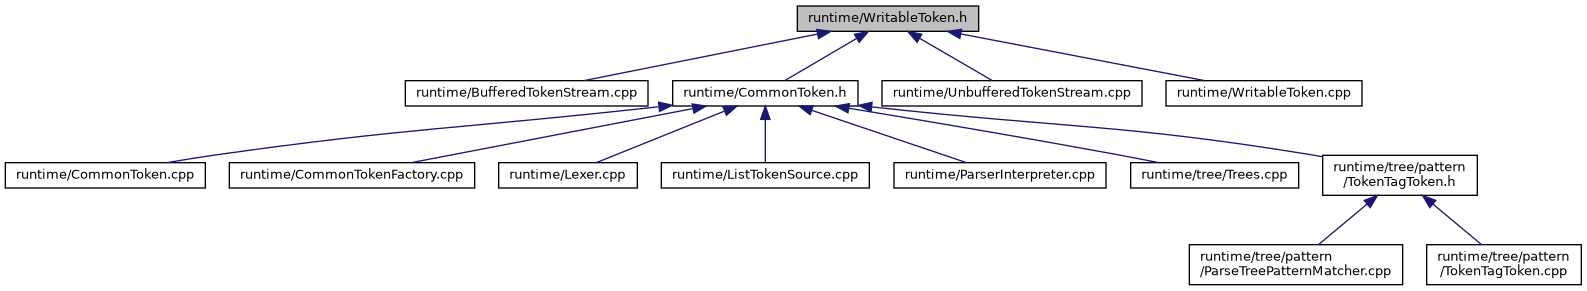 runtime/WritableToken.h
runtime/BufferedTokenStream.cpp
runtime/CommonToken.h
runtime/UnbufferedTokenStream.cpp
runtime/WritableToken.cpp
runtime/CommonToken.cpp
runtime/CommonTokenFactory.cpp
runtime/Lexer.cpp
runtime/ListTokenSource.cpp
runtime/ParserInterpreter.cpp
runtime/tree/Trees.cpp
runtime/tree/pattern
/TokenTagToken.h
runtime/tree/pattern
/ParseTreePatternMatcher.cpp
runtime/tree/pattern
/TokenTagToken.cpp